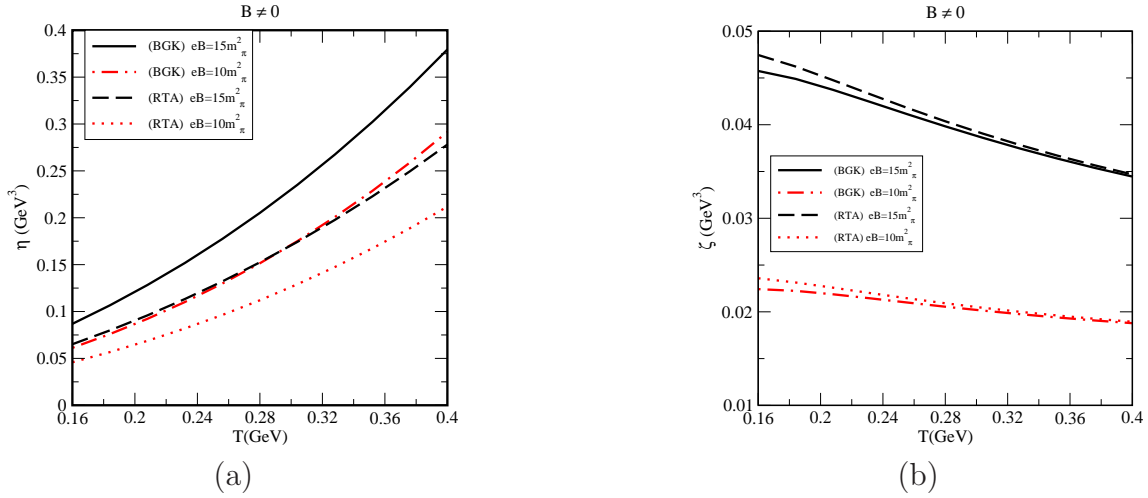 B ≠ 0
0.4
0.35
0.3
0.25
0.2
0.15
0.1
0.05
0
η (GeV³)
(BGK) eB=15m²π
(BGK) eB=10m²π
(RTA) eB=15m²π
(RTA) eB=10m²π
0.16 0.2 0.24 0.28 0.32 0.36 0.4
T(GeV)
(a)
B ≠ 0
0.05
0.04
0.03
0.02
0.01
ζ (GeV³)
(BGK) eB=15m²π
(BGK) eB=10m²π
(RTA) eB=15m²π
(RTA) eB=10m²π
0.16 0.2 0.24 0.28 0.32 0.36 0.4
T(GeV)
(b)